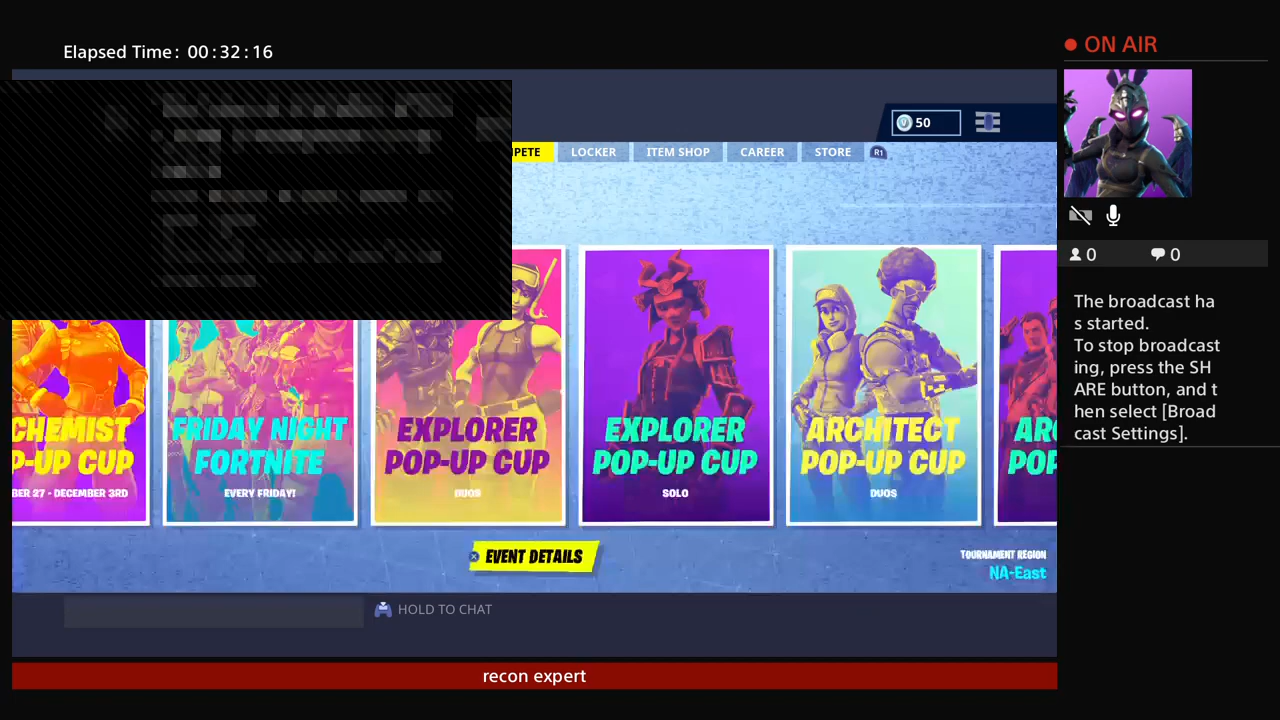 Elapsed Time: 00:32:16
ON AIR
50
LOCKER
ITEM SHOP
CAREER
STORE
R1
0
0
The broadcast ha
s started.
To stop broadcast
ing, press the SH
ARE button, and t
hen select [Broad
cast Settings].
CHEMIST
P-UP CUP
BER 27 - DECEMBER 3RD
FRIDAY NIGHT
FORTNITE
EVERY FRIDAY!
EXPLORER
POP-UP CUP
DUOS
EXPLORER
POP-UP CUP
SOLO
ARCHITECT
POP-UP CUP
DUOS
ARC
POP
EVENT DETAILS
TOURNAMENT REGION
NA-East
HOLD TO CHAT
recon expert